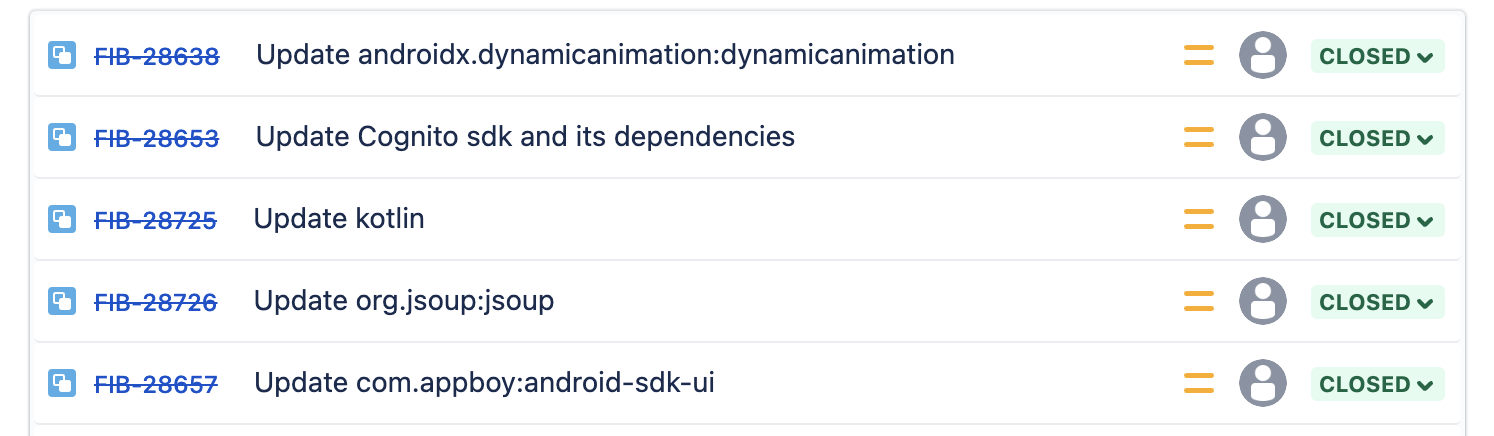 FIB-28638 Update androidx.dynamicanimation:dynamicanimation CLOSED
FIB-28653 Update Cognito sdk and its dependencies CLOSED
FIB-28725 Update kotlin CLOSED
FIB-28726 Update org.jsoup:jsoup CLOSED
FIB-28657 Update com.appboy:android-sdk-ui CLOSED